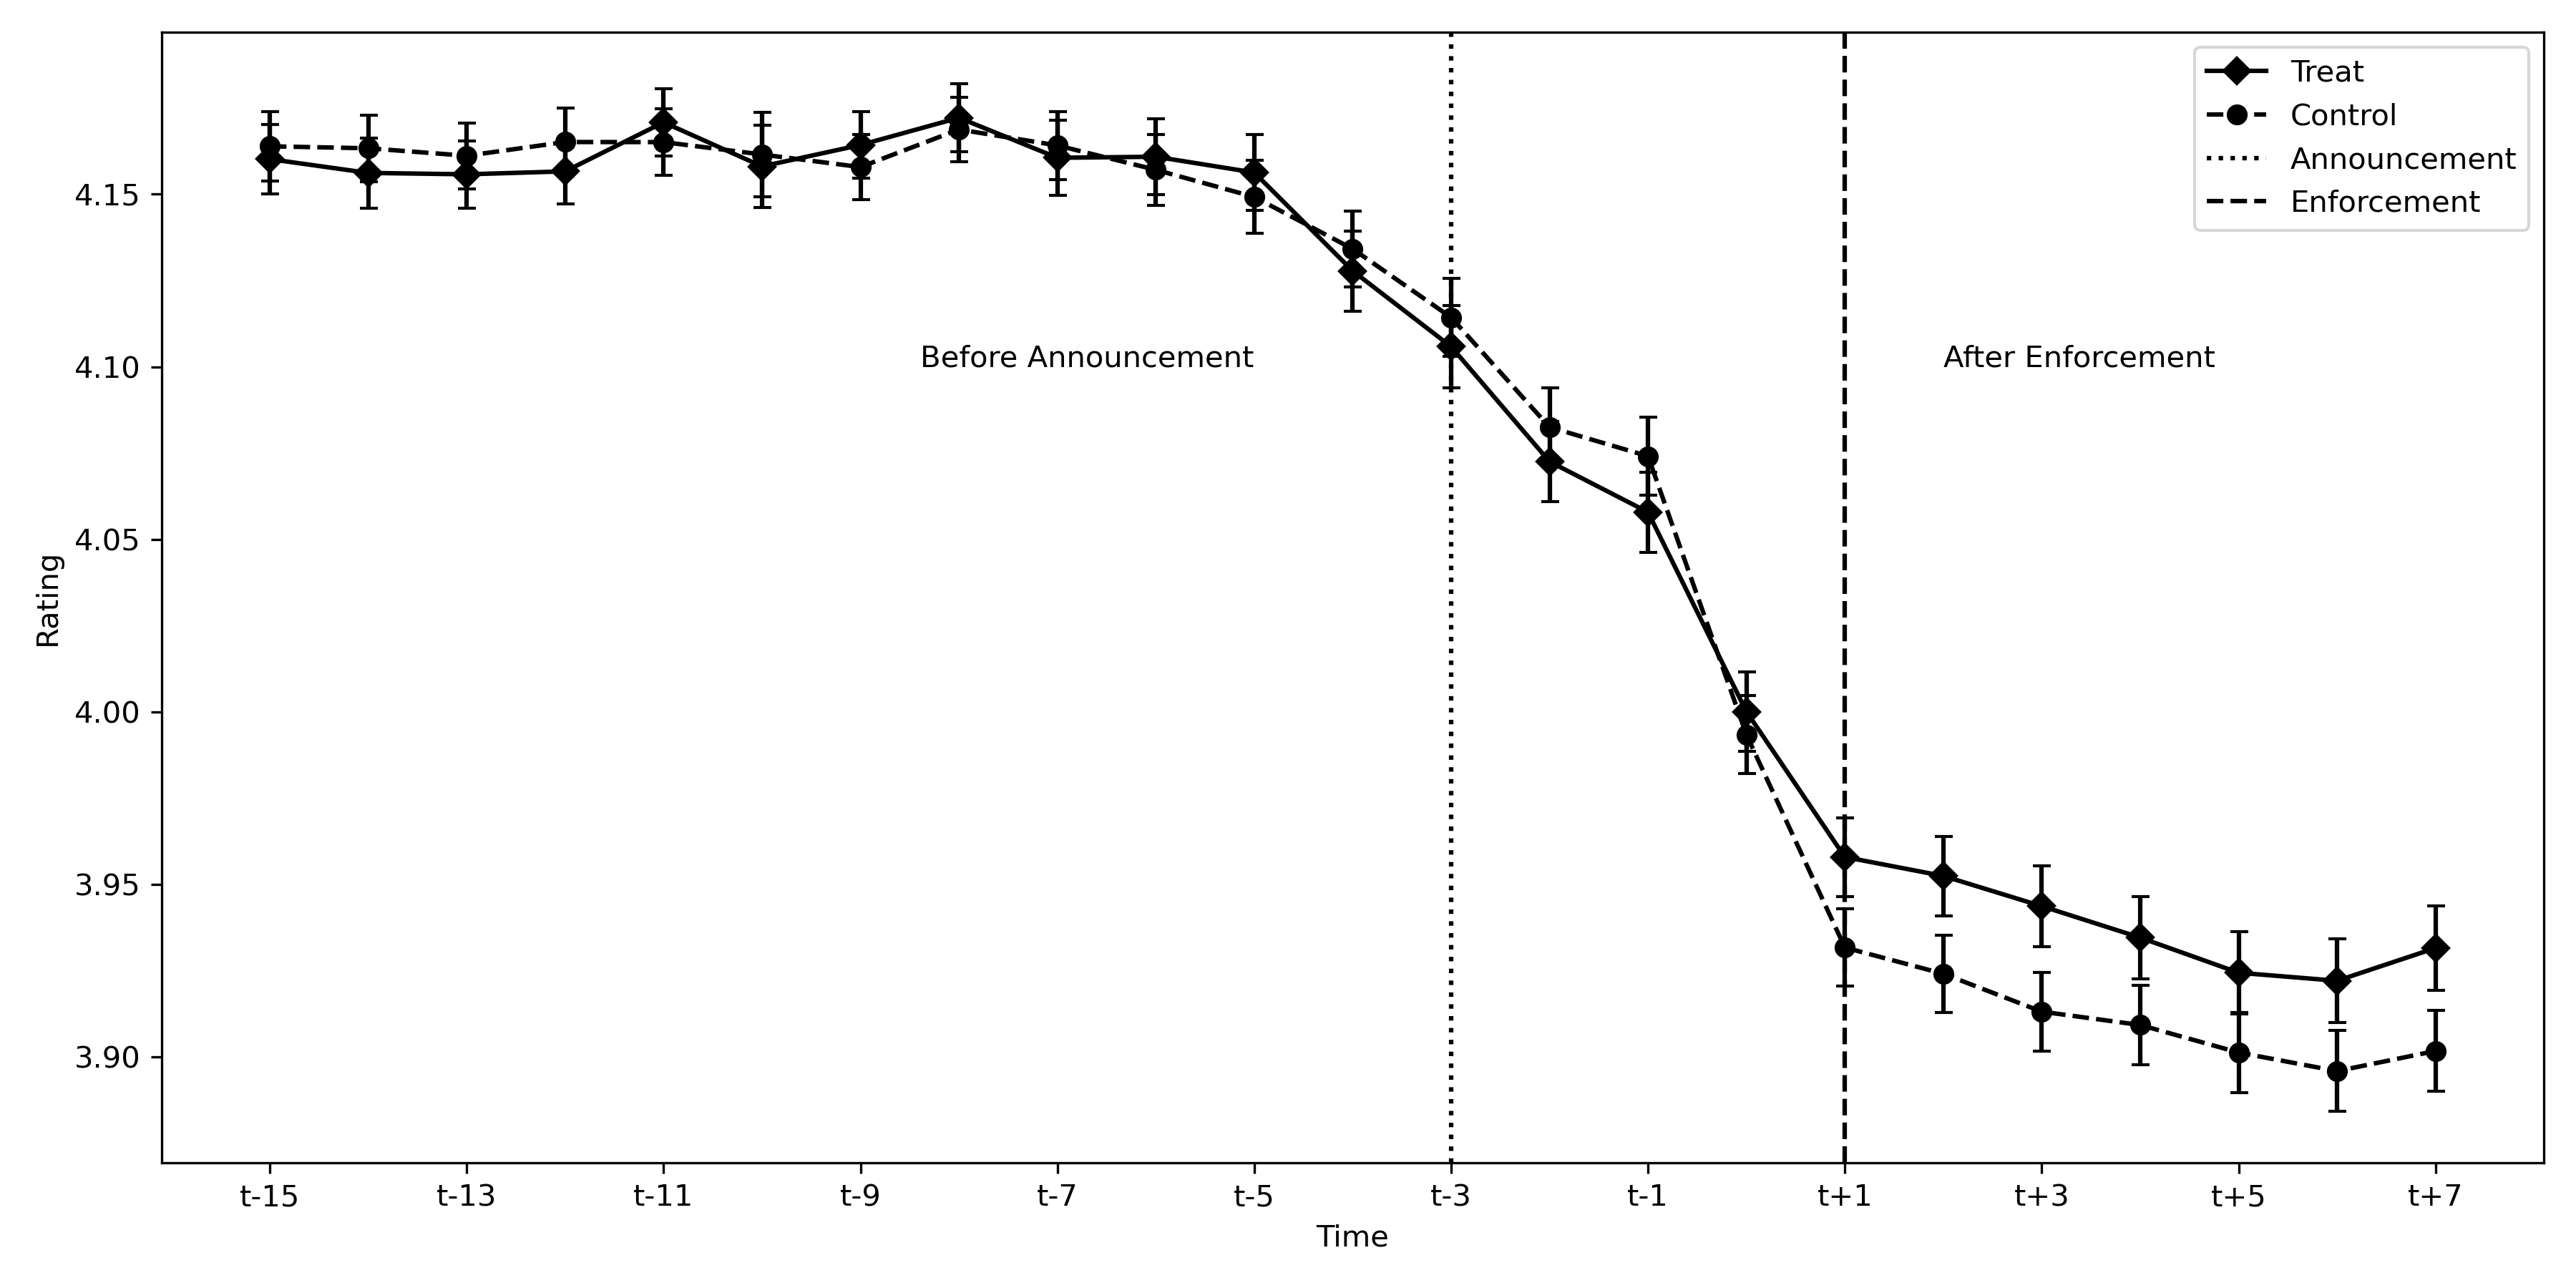 Treat
Control
Announcement
Enforcement
Before Announcement
After Enforcement
Rating
4.15
4.10
4.05
4.00
3.95
3.90
t-15 t-13 t-11 t-9 t-7 t-5 t-3 t-1 t+1 t+3 t+5 t+7
Time